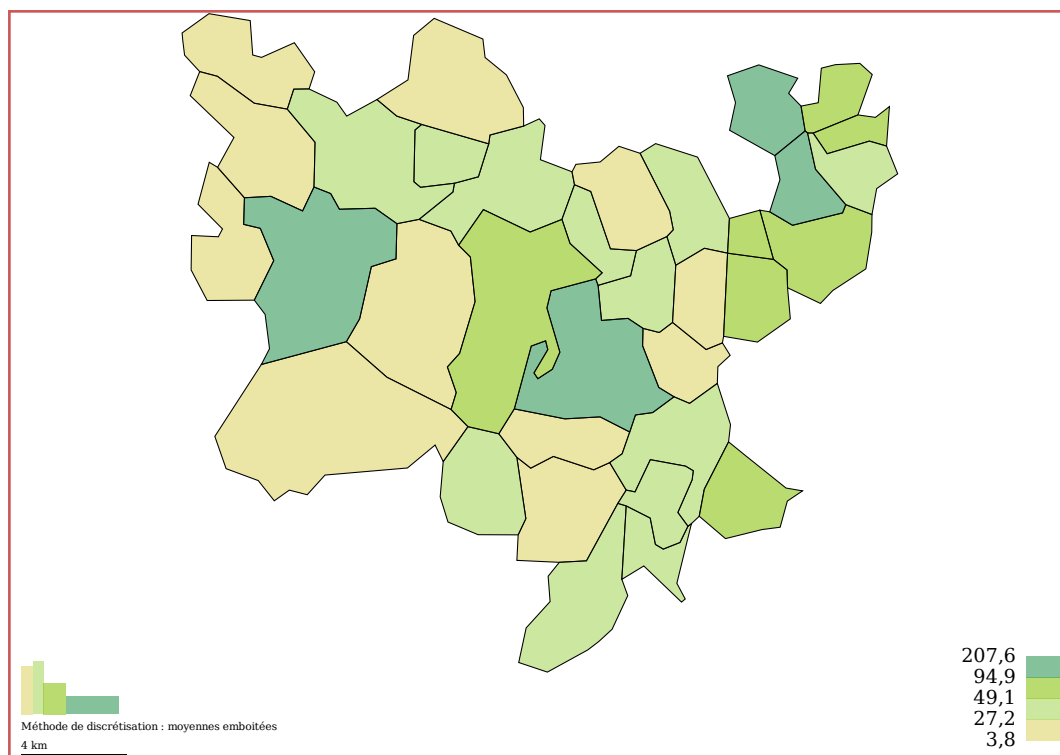 207,6
94,9
49,1
27,2
3,8
Méthode de discrétisation : moyennes emboitées
4 km